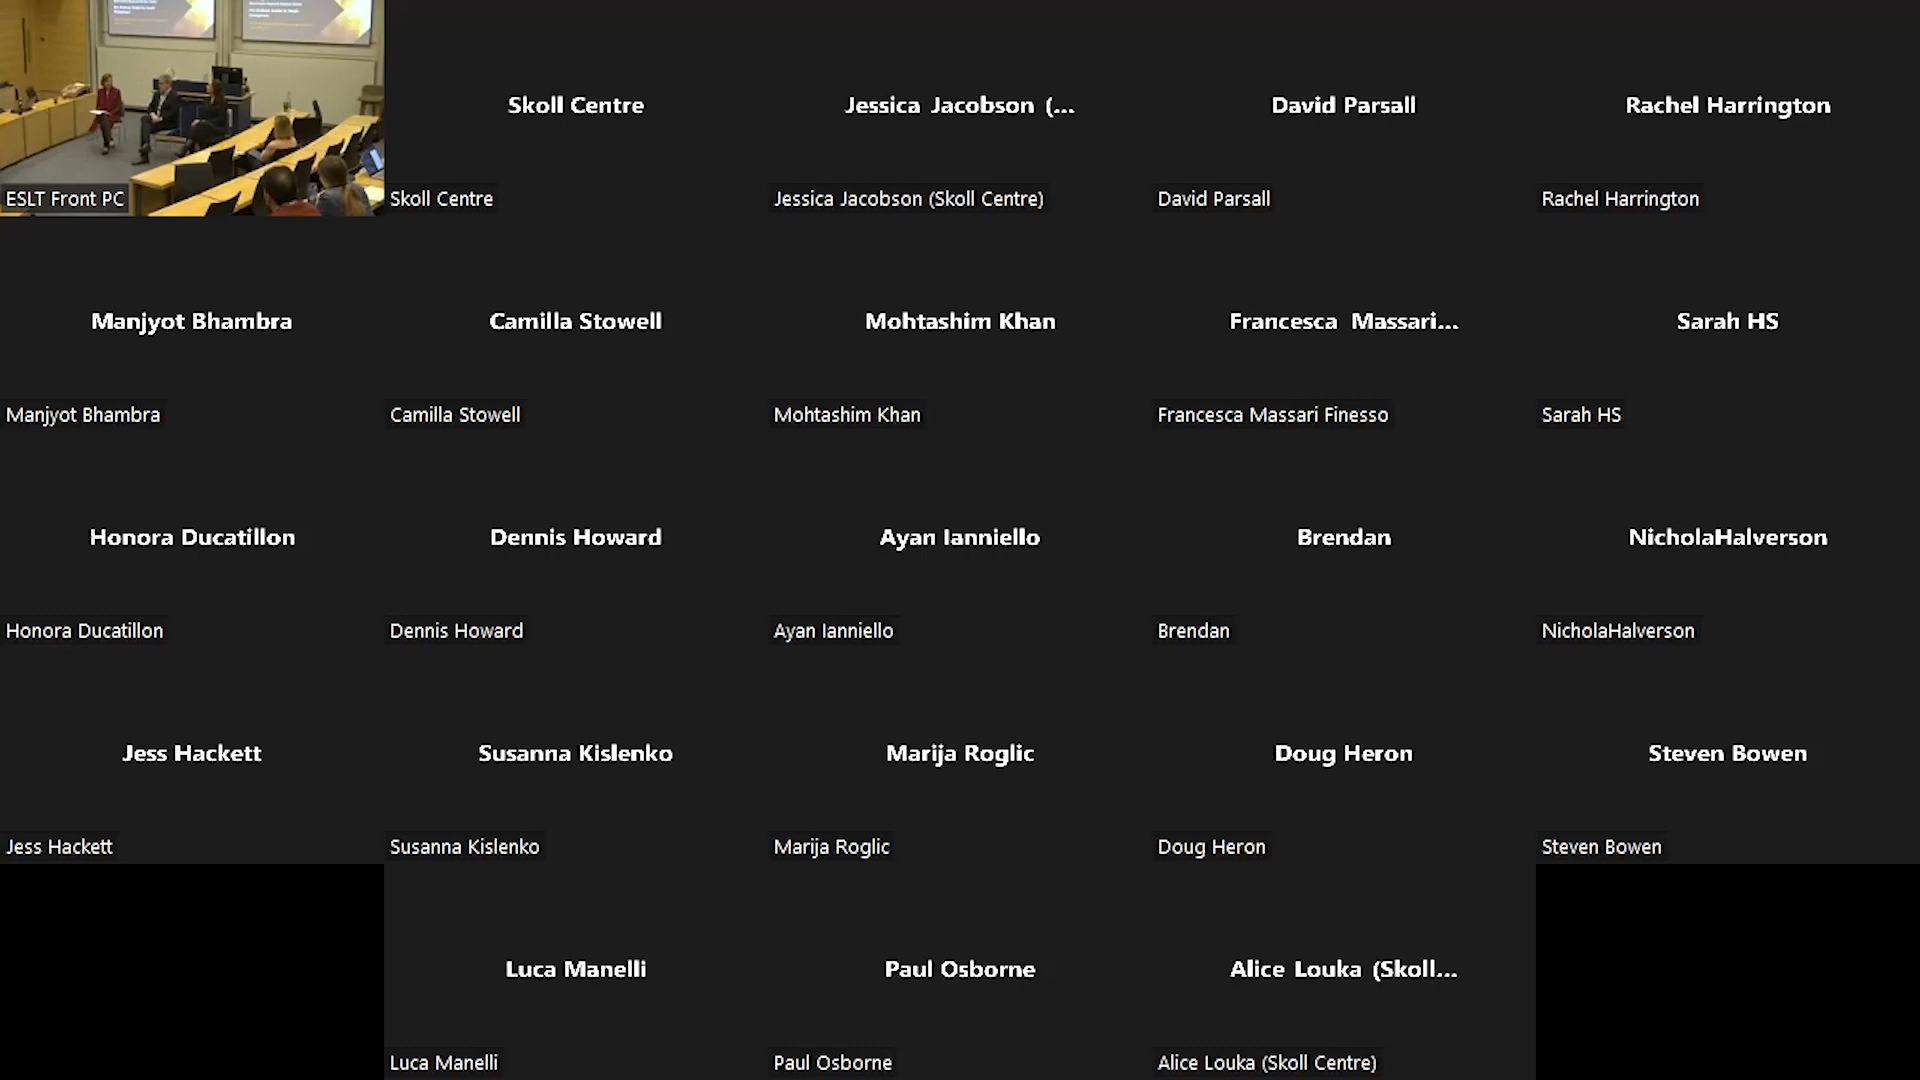 ESLT Front PC
Skoll Centre
Skoll Centre
Jessica Jacobson (...
Jessica Jacobson (Skoll Centre)
David Parsall
David Parsall
Rachel Harrington
Rachel Harrington
Manjyot Bhambra
Manjyot Bhambra
Camilla Stowell
Camilla Stowell
Mohtashim Khan
Mohtashim Khan
Francesca Massari...
Francesca Massari Finesso
Sarah HS
Sarah HS
Honora Ducatillon
Honora Ducatillon
Dennis Howard
Dennis Howard
Ayan Ianniello
Ayan Ianniello
Brendan
Brendan
NicholaHalverson
NicholaHalverson
Jess Hackett
Jess Hackett
Susanna Kislenko
Susanna Kislenko
Marija Roglic
Marija Roglic
Doug Heron
Doug Heron
Steven Bowen
Steven Bowen
Luca Manelli
Luca Manelli
Paul Osborne
Paul Osborne
Alice Louka (Skoll...
Alice Louka (Skoll Centre)